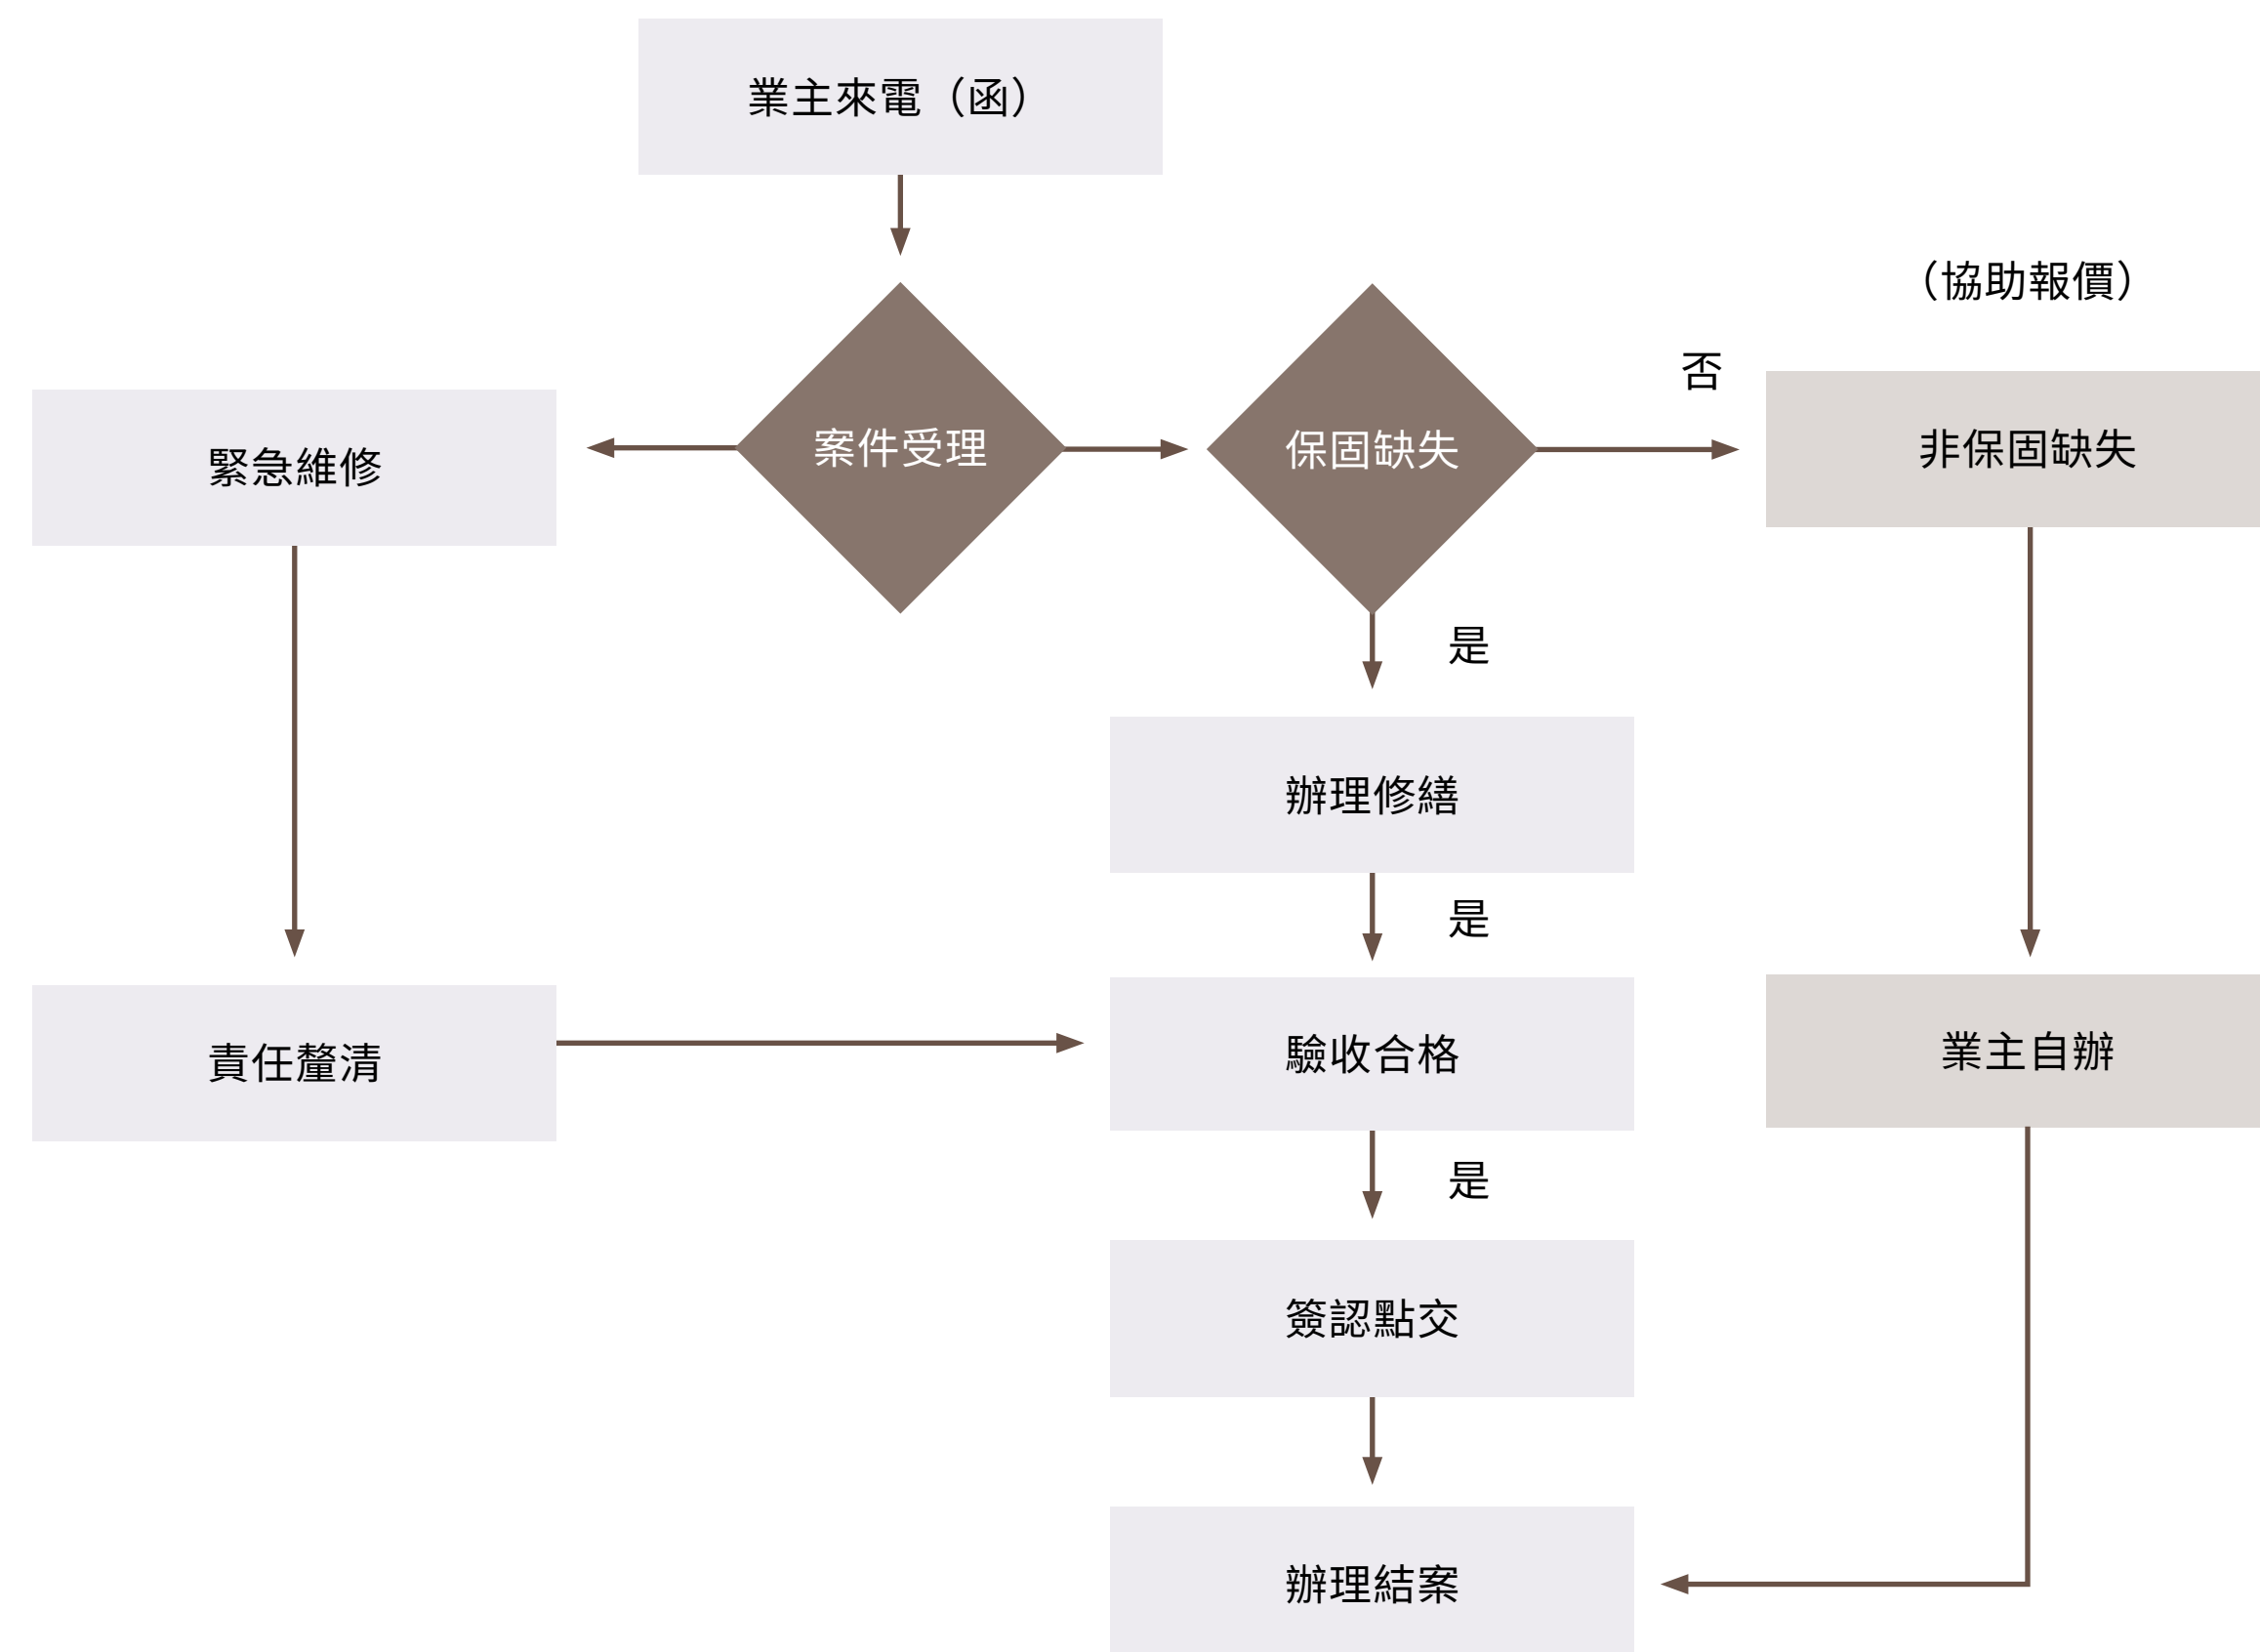 業主來電（函）
（協助報價）
否
緊急維修
案件受理
保固缺失
非保固缺失
是
辦理修繕
是
責任釐清
驗收合格
業主自辦
是
簽認點交
辦理結案